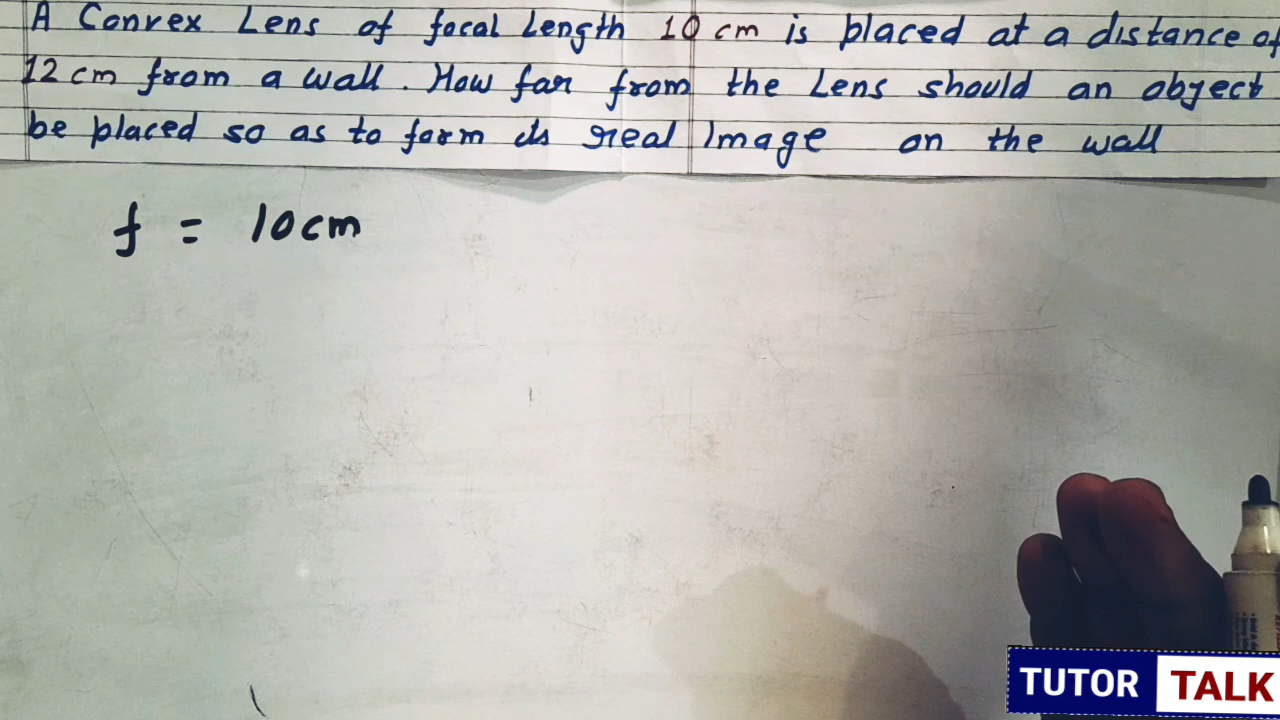 A Convex Lens of focal Length 10 cm is placed at a distance of
12 cm from a wall. How far from the Lens should an object
be placed so as to form its real Image on the wall
f = 10cm
TUTOR TALK